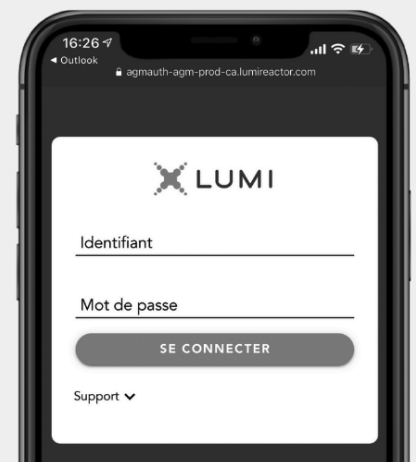 16:26
Outlook
agmauth-agm-prod-ca.lumireactor.com
LUMI
Identifiant
Mot de passe
SE CONNECTER
Support